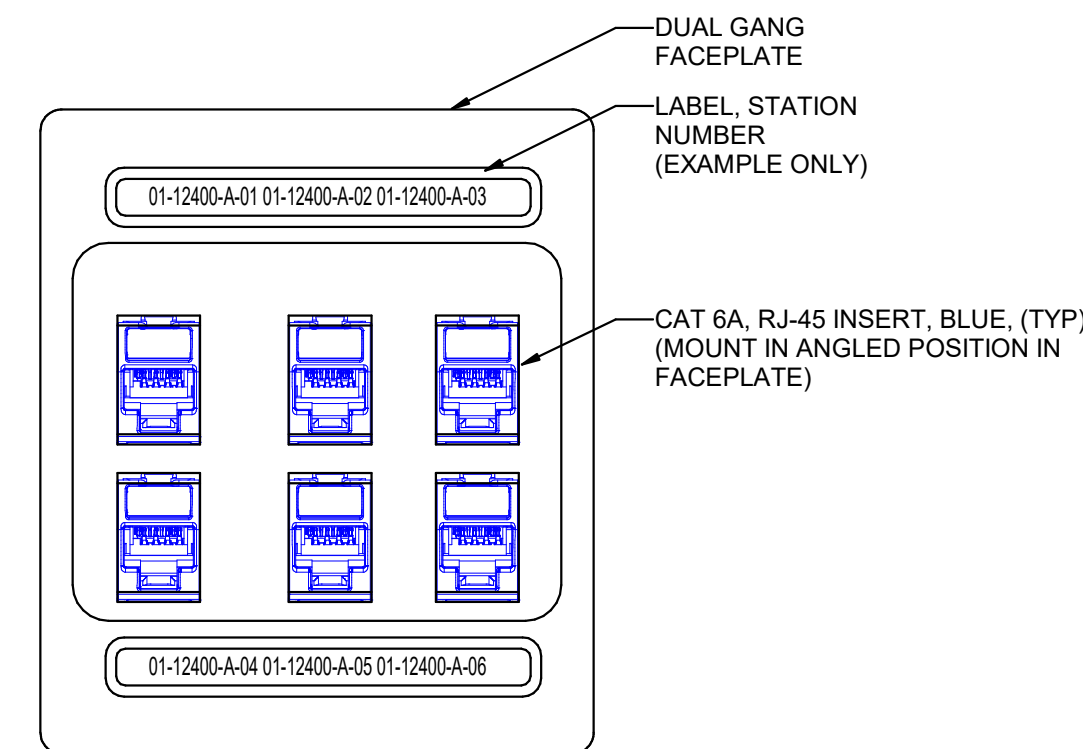 DUAL GANG
FACEPLATE
LABEL, STATION
NUMBER
(EXAMPLE ONLY)
01-12400-A-01 01-12400-A-02 01-12400-A-03
CAT 6A, RJ-45 INSERT, BLUE, (TYP)
(MOUNT IN ANGLED POSITION IN
FACEPLATE)
01-12400-A-04 01-12400-A-05 01-12400-A-06